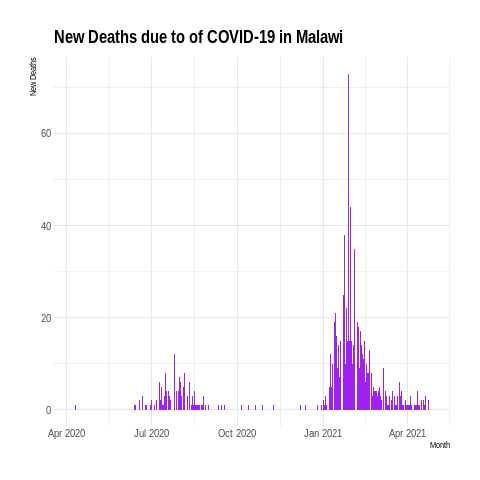 New Deaths due to of COVID-19 in Malawi
New Deaths
60
40
20
0
Apr 2020 Jul 2020 Oct 2020 Jan 2021 Apr 2021
Month